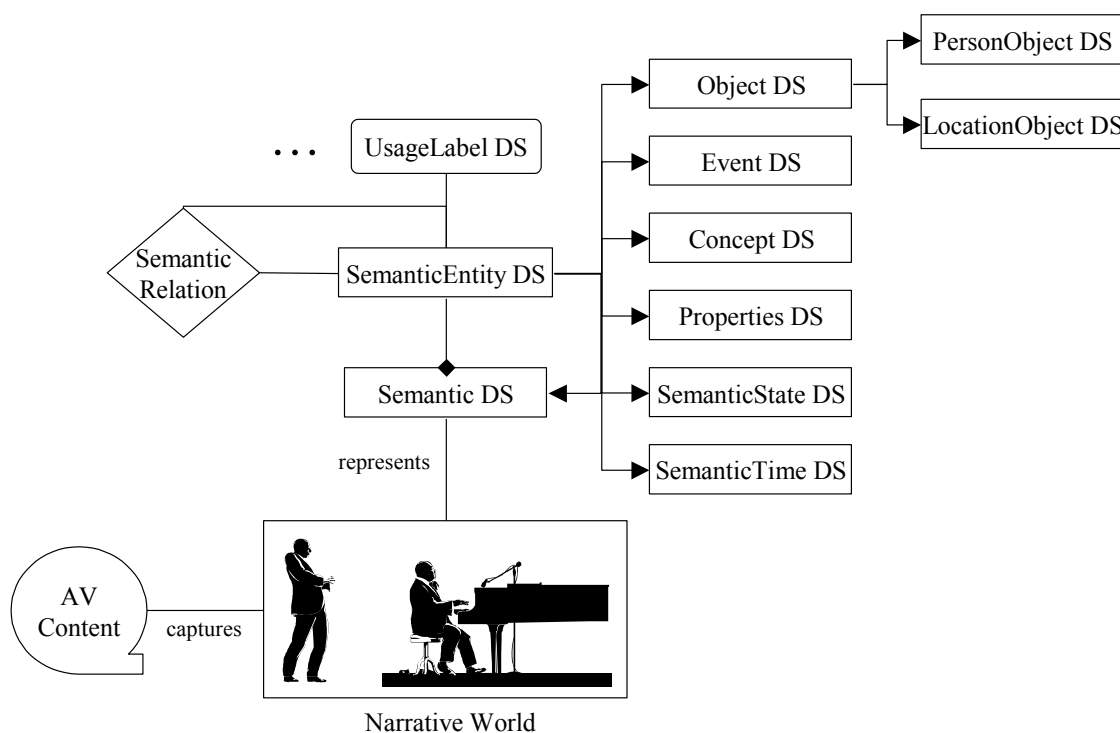 PersonObject DS
Object DS
LocationObject DS
. . .
UsageLabel DS
Event DS
Semantic
Relation
SemanticEntity DS
Concept DS
Properties DS
Semantic DS
SemanticState DS
represents
SemanticTime DS
AV
Content
captures
Narrative World